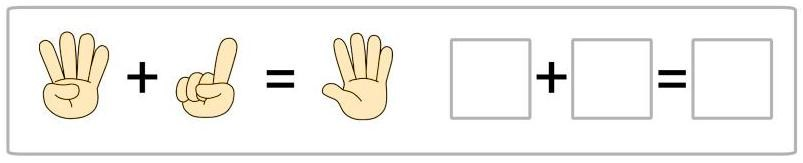 + = + =